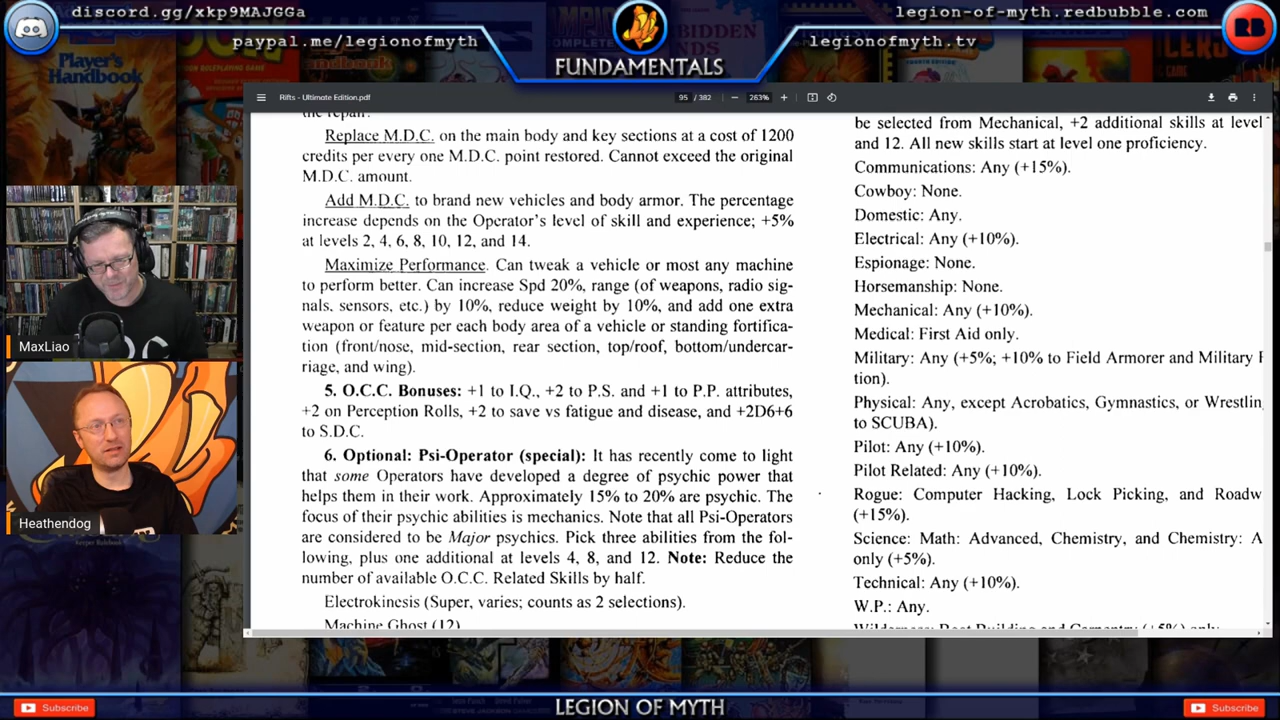 discord.gg/xkp9MAJGGa
paypal.me/legionofmyth
FUNDAMENTALS
legion-of-myth.redbubble.com
legionofmyth.tv
RB
Player's
Handbook
Rifts - Ultimate Edition.pdf
95 / 382
263%
the repair.
Replace M.D.C. on the main body and key sections at a cost of 1200
credits per every one M.D.C. point restored. Cannot exceed the original
M.D.C. amount.
Add M.D.C. to brand new vehicles and body armor. The percentage
increase depends on the Operator's level of skill and experience; +5%
at levels 2, 4, 6, 8, 10, 12, and 14.
Maximize Performance. Can tweak a vehicle or most any machine
to perform better. Can increase Spd 20%, range (of weapons, radio sig-
nals, sensors, etc.) by 10%, reduce weight by 10%, and add one extra
weapon or feature per each body area of a vehicle or standing fortifica-
tion (front/nose, mid-section, rear section, top/roof, bottom/undercar-
riage, and wing).
5. O.C.C. Bonuses: +1 to I.Q., +2 to P.S. and +1 to P.P. attributes,
+2 on Perception Rolls, +2 to save vs fatigue and disease, and +2D6+6
to S.D.C.
6. Optional: Psi-Operator (special): It has recently come to light
that some Operators have developed a degree of psychic power that
helps them in their work. Approximately 15% to 20% are psychic. The
focus of their psychic abilities is mechanics. Note that all Psi-Operators
are considered to be Major psychics. Pick three abilities from the fol-
lowing, plus one additional at levels 4, 8, and 12. Note: Reduce the
number of available O.C.C. Related Skills by half.
Electrokinesis (Super, varies; counts as 2 selections).
Machine Ghost (12)
be selected from Mechanical, +2 additional skills at level
and 12. All new skills start at level one proficiency.
Communications: Any (+15%).
Cowboy: None.
Domestic: Any.
Electrical: Any (+10%).
Espionage: None.
Horsemanship: None.
Mechanical: Any (+10%).
Medical: First Aid only.
Military: Any (+5%; +10% to Field Armorer and Military
tion).
Physical: Any, except Acrobatics, Gymnastics, or Wrestlin
to SCUBA).
Pilot: Any (+10%).
Pilot Related: Any (+10%).
Rogue: Computer Hacking, Lock Picking, and Roadw
(+15%).
Science: Math: Advanced, Chemistry, and Chemistry: A
only (+5%).
Technical: Any (+10%).
W.P.: Any.
Wilderness: Boat Building and Carpentry (+5%) only.
MaxLiao
Heathendog
Subscribe
LEGION OF MYTH
Subscribe